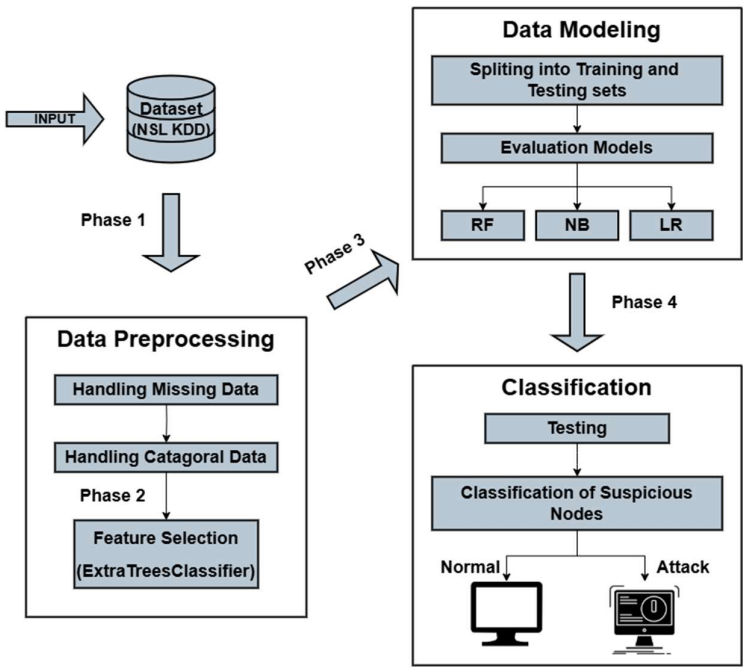 INPUT
Dataset
(NSL KDD)
Phase 1
Data Preprocessing
Handling Missing Data
Handling Catagoral Data
Phase 2
Feature Selection
(ExtraTreesClassifier)
Phase 3
Data Modeling
Spliting into Training and
Testing sets
Evaluation Models
RF
NB
LR
Phase 4
Classification
Testing
Classification of Suspicious
Nodes
Normal
Attack